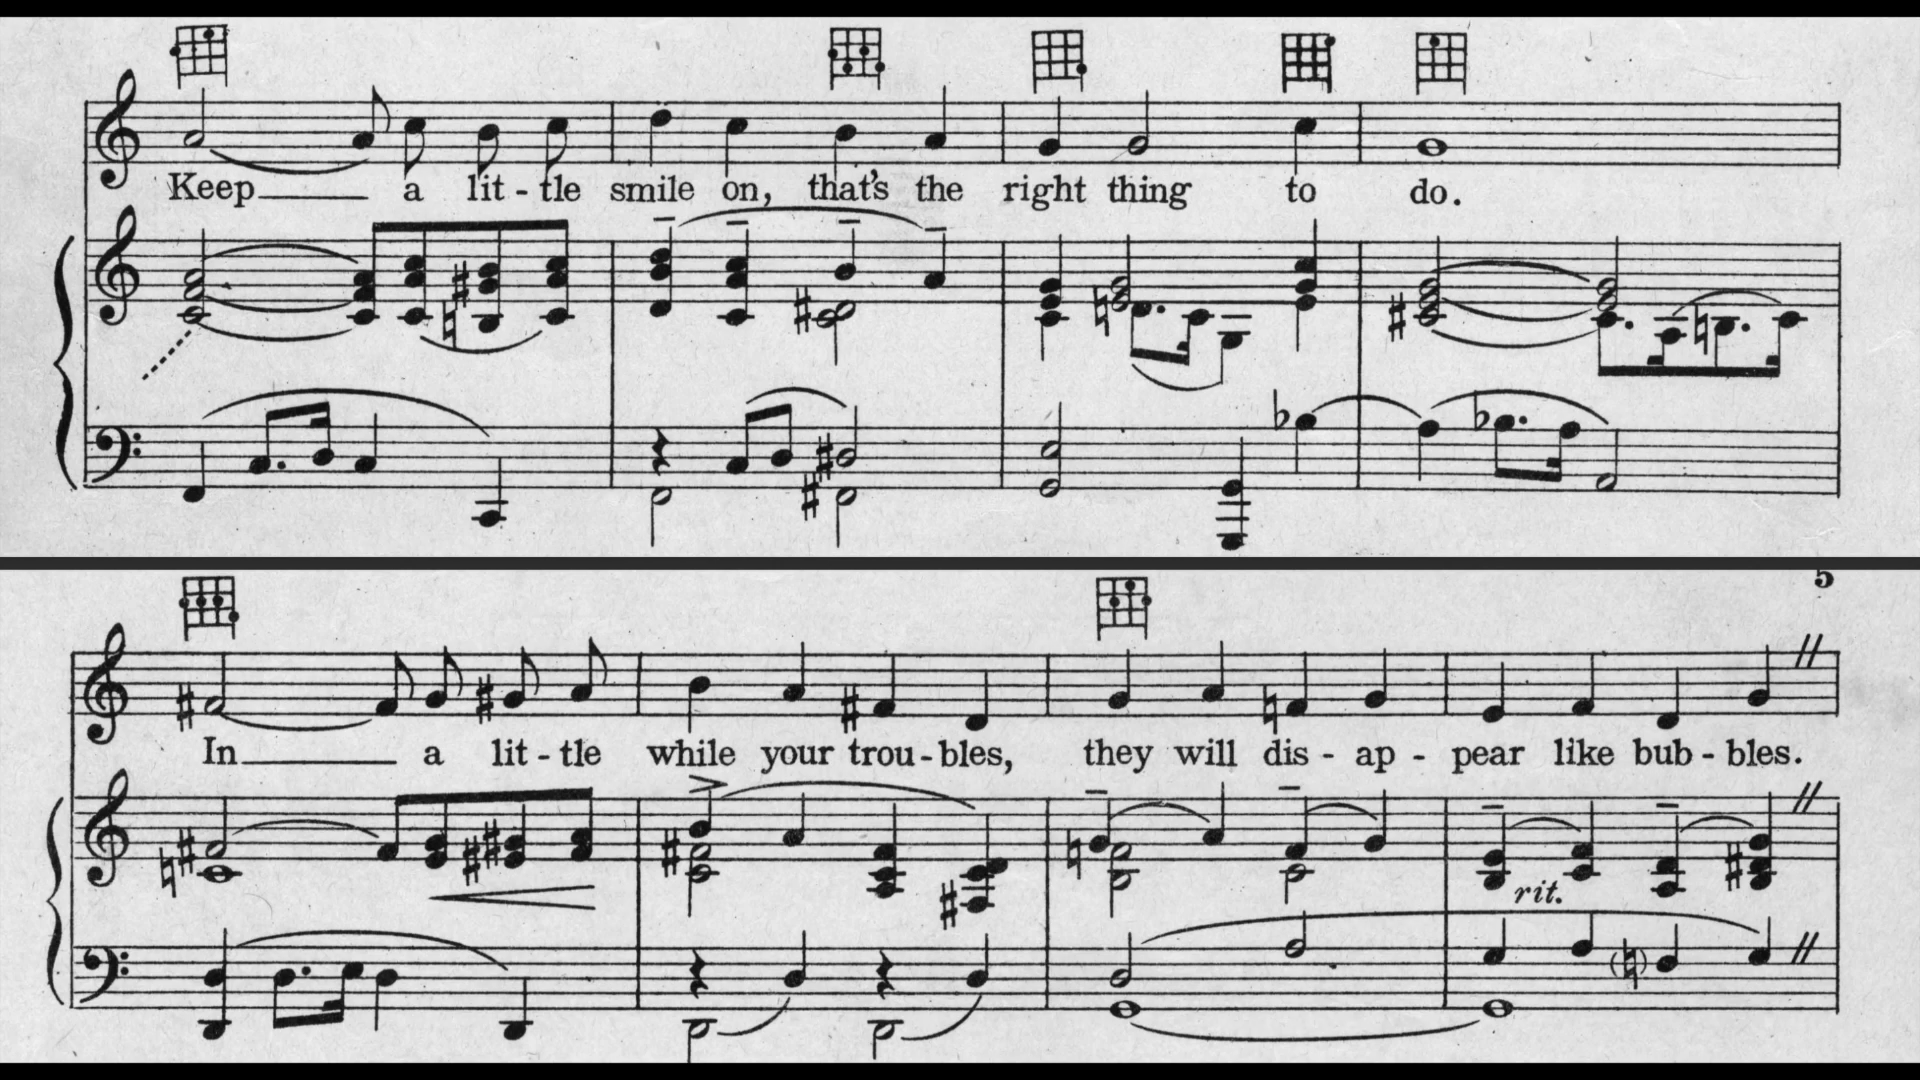 Keep a lit - tle smile on, that's the right thing to do.
5
In a lit - tle while your trou - bles, they will dis - ap - pear like bub - bles.
rit.